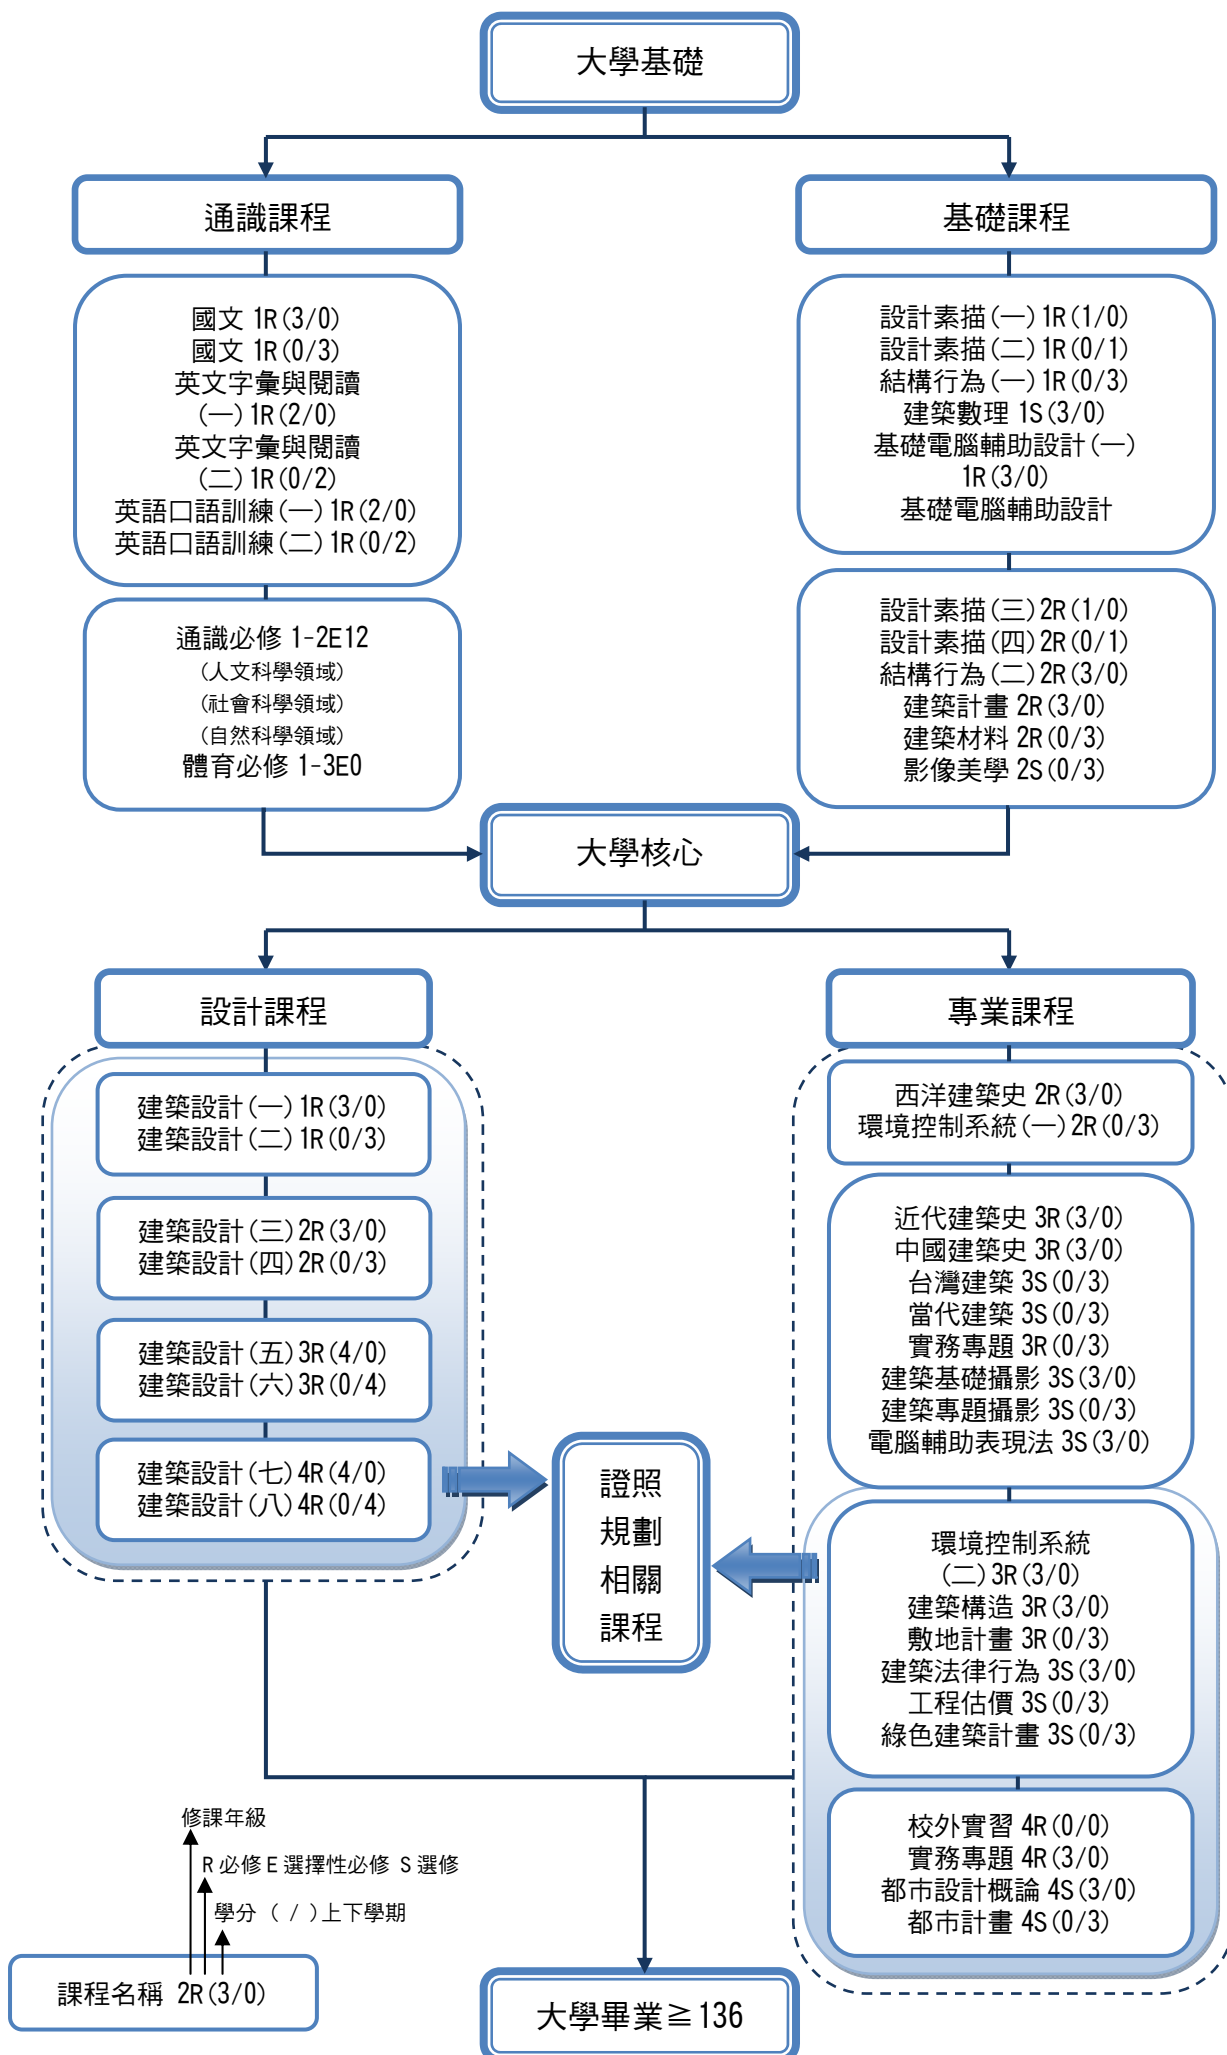 大學基礎
通識課程
國文 1R(3/0)
國文 1R(0/3)
英文字彙與閱讀
(一)1R(2/0)
英文字彙與閱讀
(二)1R(0/2)
英語口語訓練(一)1R(2/0)
英語口語訓練(二)1R(0/2)
通識必修 1-2E12
(人文科學領域)
(社會科學領域)
(自然科學領域)
體育必修 1-3E0
基礎課程
設計素描(一)1R(1/0)
設計素描(二)1R(0/1)
結構行為(一)1R(0/3)
建築數理 1S(3/0)
基礎電腦輔助設計(一)
1R(3/0)
基礎電腦輔助設計
設計素描(三)2R(1/0)
設計素描(四)2R(0/1)
結構行為(二)2R(3/0)
建築計畫 2R(3/0)
建築材料 2R(0/3)
影像美學 2S(0/3)
大學核心
設計課程
建築設計(一)1R(3/0)
建築設計(二)1R(0/3)
建築設計(三)2R(3/0)
建築設計(四)2R(0/3)
建築設計(五)3R(4/0)
建築設計(六)3R(0/4)
建築設計(七)4R(4/0)
建築設計(八)4R(0/4)
證照
規劃
相關
課程
專業課程
西洋建築史 2R(3/0)
環境控制系統(一)2R(0/3)
近代建築史 3R(3/0)
中國建築史 3R(3/0)
台灣建築 3S(0/3)
當代建築 3S(0/3)
實務專題 3R(0/3)
建築基礎攝影 3S(3/0)
建築專題攝影 3S(0/3)
電腦輔助表現法 3S(3/0)
環境控制系統
(二)3R(3/0)
建築構造 3R(3/0)
敷地計畫 3R(0/3)
建築法律行為 3S(3/0)
工程估價 3S(0/3)
綠色建築計畫 3S(0/3)
校外實習 4R(0/0)
實務專題 4R(3/0)
都市設計概論 4S(3/0)
都市計畫 4S(0/3)
修課年級
R 必修 E 選擇性必修 S 選修
學分 ( / )上下學期
課程名稱 2R(3/0)
大學畢業≧136